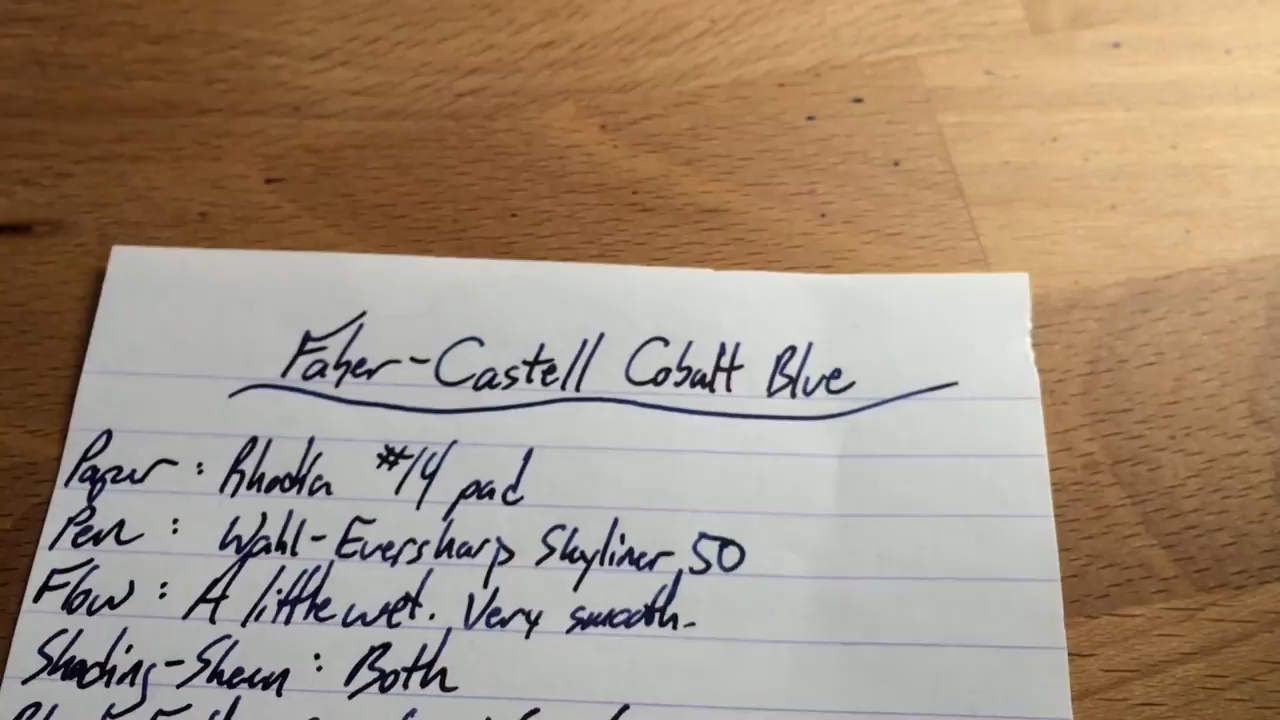 Faber-Castell Cobalt Blue
Paper: Rhodia #14 pad
Pen: Wahl-Eversharp Skyliner 50
Flow: A little wet. Very smooth.
Shading-Sheen: Both